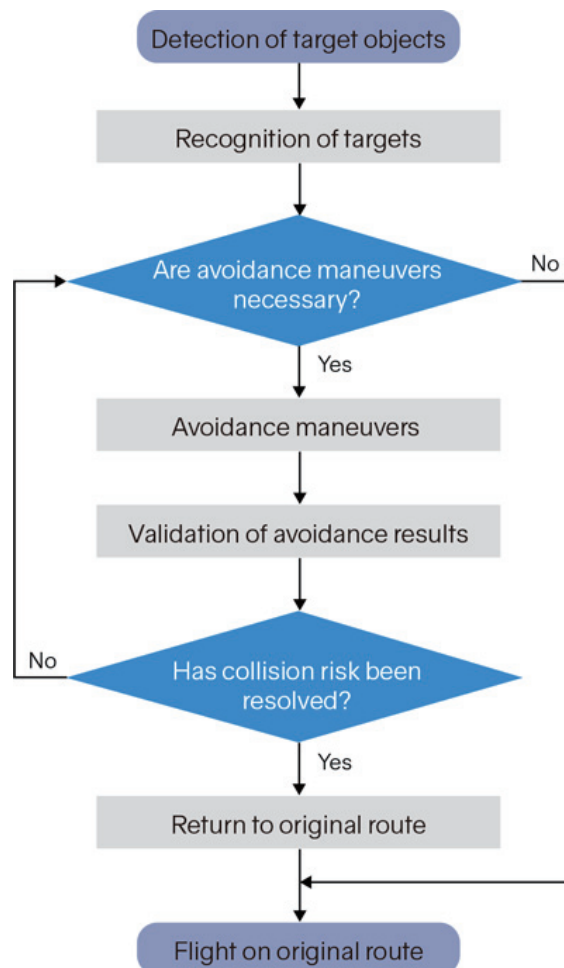 Detection of target objects
Recognition of targets
Are avoidance maneuvers
necessary?
No
Yes
Avoidance maneuvers
Validation of avoidance results
Has collision risk been
resolved?
No
Yes
Return to original route
Flight on original route